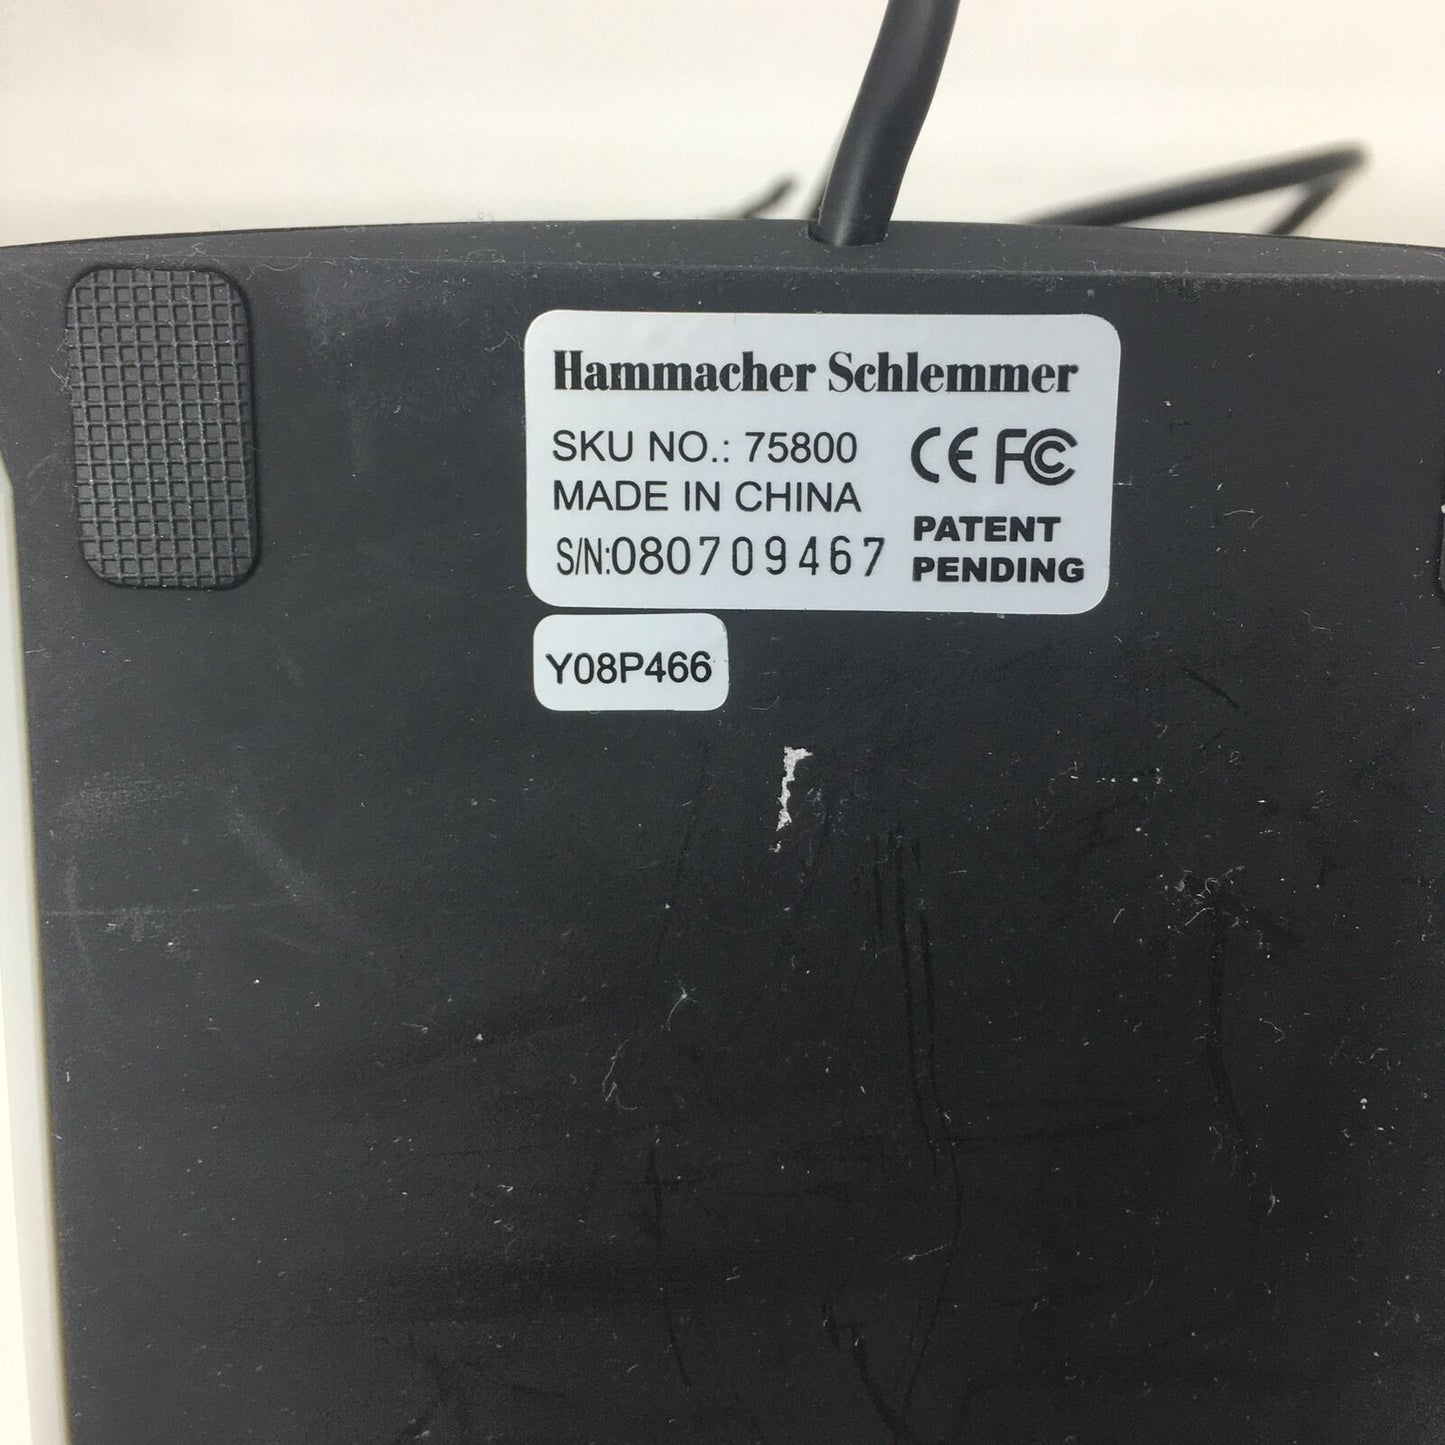 Hammacher Schlemmer
SKU NO.: 75800
MADE IN CHINA
S/N:080709467
CE FC
PATENT
PENDING
Y08P466